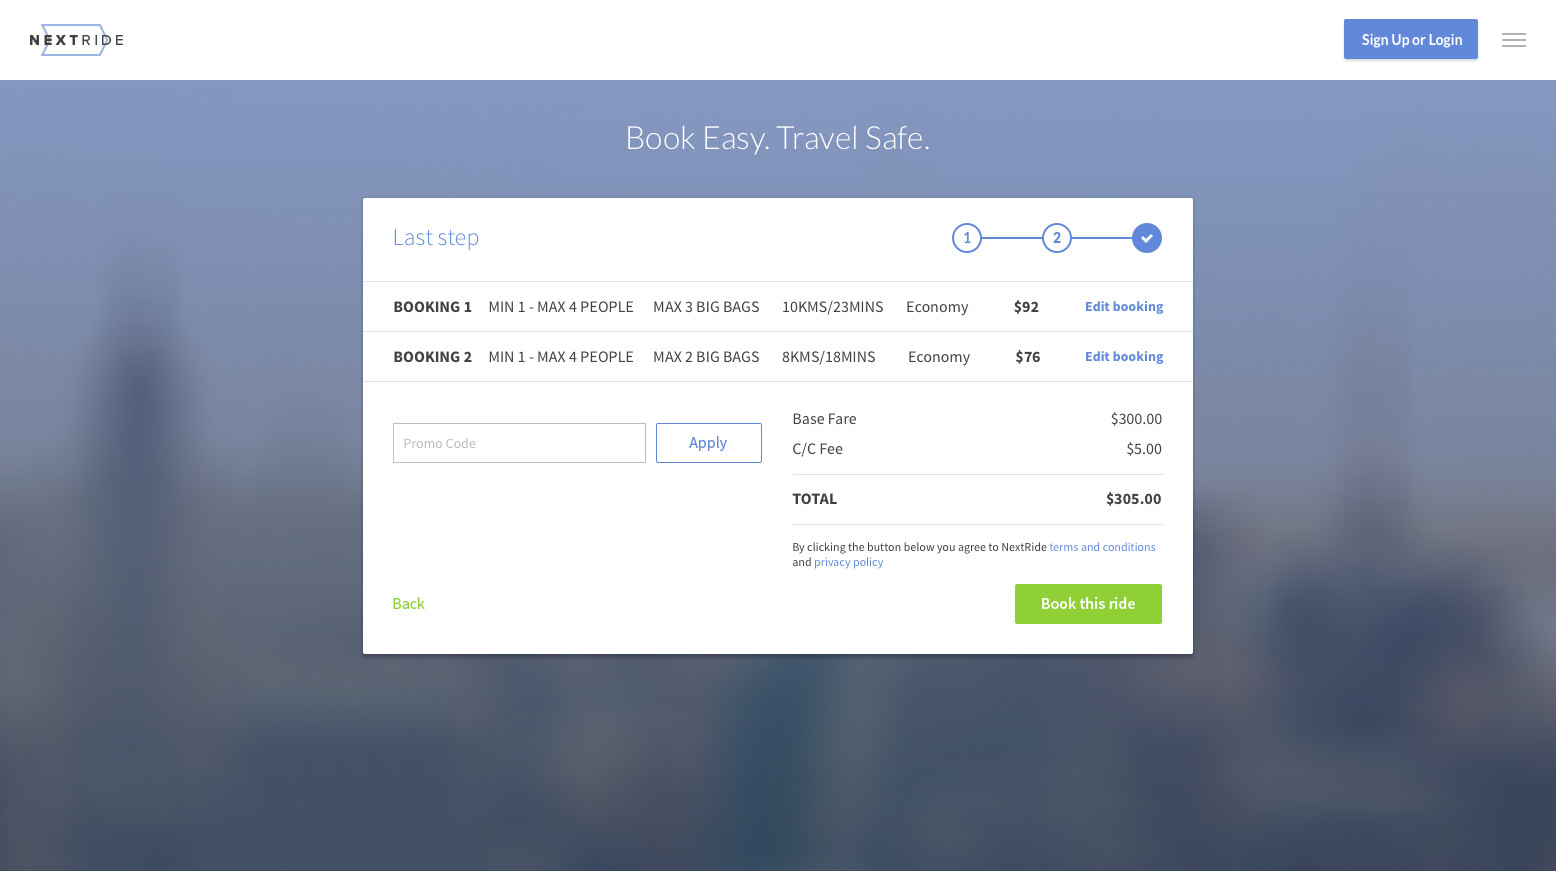 NEXTRIDE
Sign Up or Login
Book Easy. Travel Safe.
Last step
1
2
BOOKING 1 MIN 1 - MAX 4 PEOPLE MAX 3 BIG BAGS 10KMS/23MINS Economy $92 Edit booking
BOOKING 2 MIN 1 - MAX 4 PEOPLE MAX 2 BIG BAGS 8KMS/18MINS Economy $76 Edit booking
Promo Code
Apply
Base Fare $300.00
C/C Fee $5.00
TOTAL $305.00
By clicking the button below you agree to NextRide terms and conditions
and privacy policy
Back
Book this ride